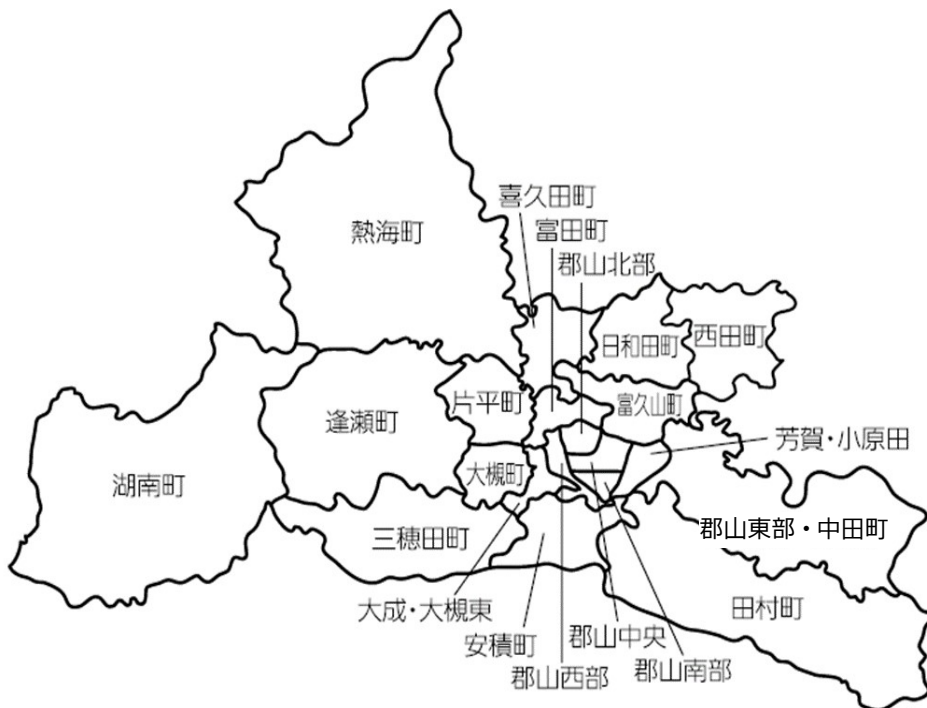 喜久田町
富田町
熱海町
郡山北部
日和田町
西田町
片平町
富久山町
逢瀬町
芳賀・小原田
大槻町
湖南町
郡山東部・中田町
三穂田町
大成・大槻東
田村町
安積町
郡山中央
郡山西部
郡山南部